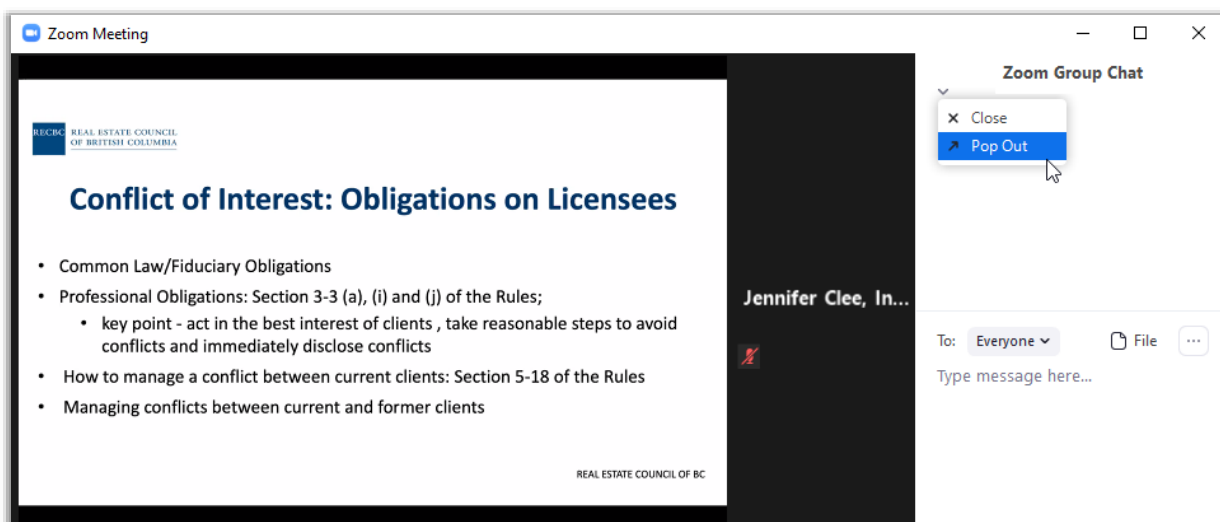 Zoom Meeting
RECBC REAL ESTATE COUNCIL
OF BRITISH COLUMBIA
Conflict of Interest: Obligations on Licensees
• Common Law/Fiduciary Obligations
• Professional Obligations: Section 3-3 (a), (i) and (j) of the Rules;
• key point - act in the best interest of clients , take reasonable steps to avoid
conflicts and immediately disclose conflicts
• How to manage a conflict between current clients: Section 5-18 of the Rules
• Managing conflicts between current and former clients
REAL ESTATE COUNCIL OF BC
Jennifer Clee, In...
Zoom Group Chat
Close
Pop Out
To: Everyone File
Type message here...